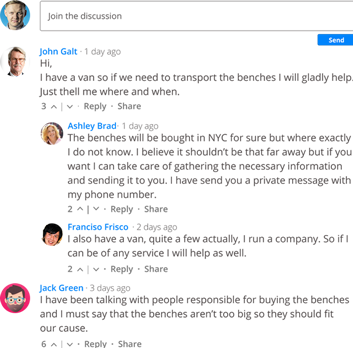 Join the discussion
Send
John Galt · 1 day ago
Hi,
I have a van so if we need to transport the benches I will gladly help.
Just thell me where and when.
3 | · Reply · Share
Ashley Brad · 1 day ago
The benches will be bought in NYC for sure but where exactly
I do not know. I believe it shouldn't be that far away but if you
want I can take care of gathering the necessary information
and sending it to you. I have send you a private message with
my phone number.
2 | · Reply · Share
Franciso Frisco · 2 days ago
I also have a van, quite a few actually, I run a company. So if I
can be of any service I will help as well.
2 | · Reply · Share
Jack Green · 3 days ago
I have been talking with people responsible for buying the benches
and I must say that the benches aren't too big so they should fit
our cause.
6 | · Reply · Share